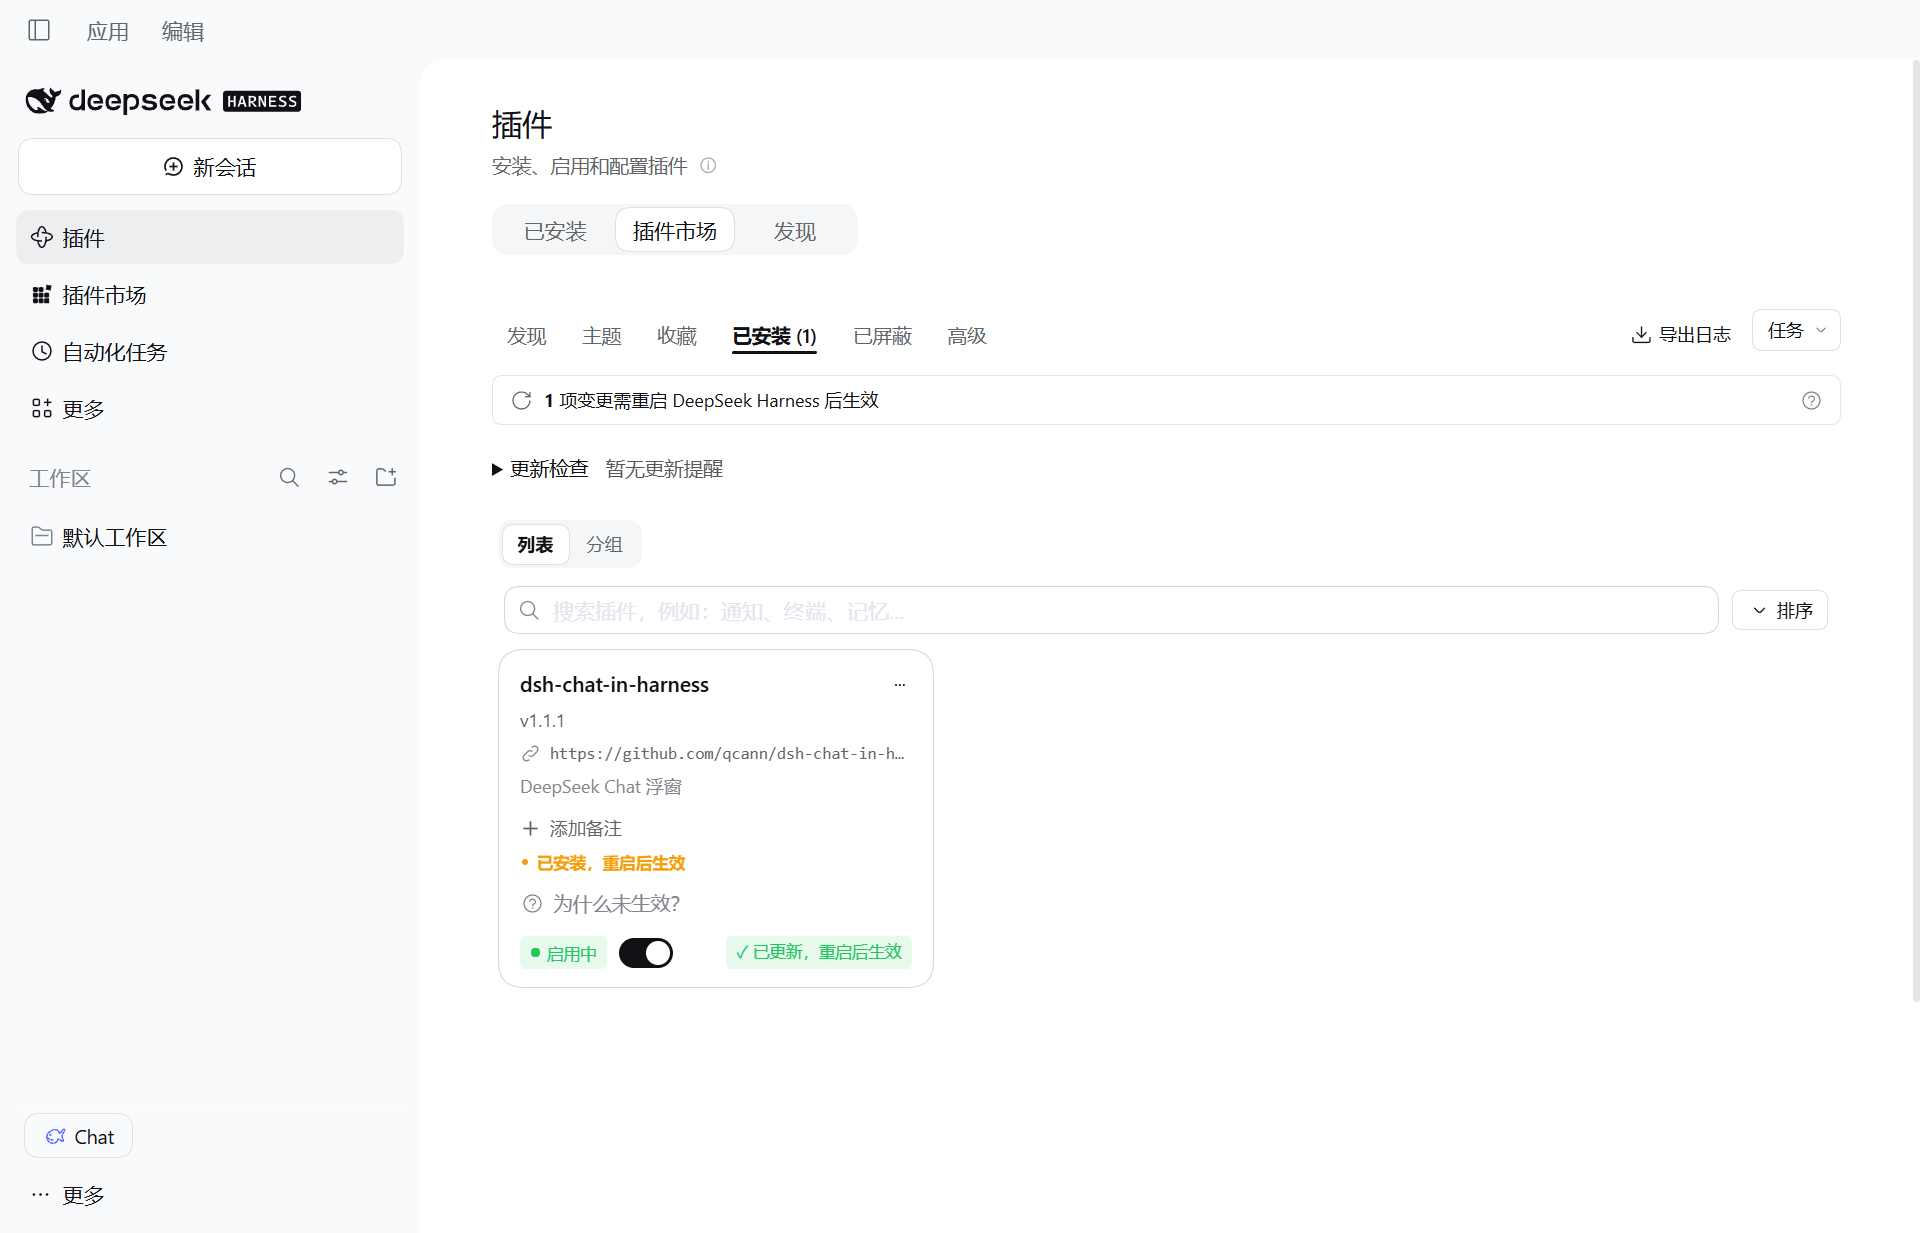 应用 编辑
deepseek HARNESS
新会话
插件
插件市场
自动化任务
更多
工作区
默认工作区
Chat
更多
插件
安装、启用和配置插件
已安装 插件市场 发现
发现 主题 收藏 已安装 (1) 已屏蔽 高级 导出日志 任务
1 项变更需重启 DeepSeek Harness 后生效
更新检查 暂无更新提醒
列表 分组
搜索插件，例如：通知、终端、记忆... 排序
dsh-chat-in-harness
v1.1.1
https://github.com/qcann/dsh-chat-in-h…
DeepSeek Chat 浮窗
添加备注
已安装，重启后生效
为什么未生效？
启用中 ✓已更新，重启后生效